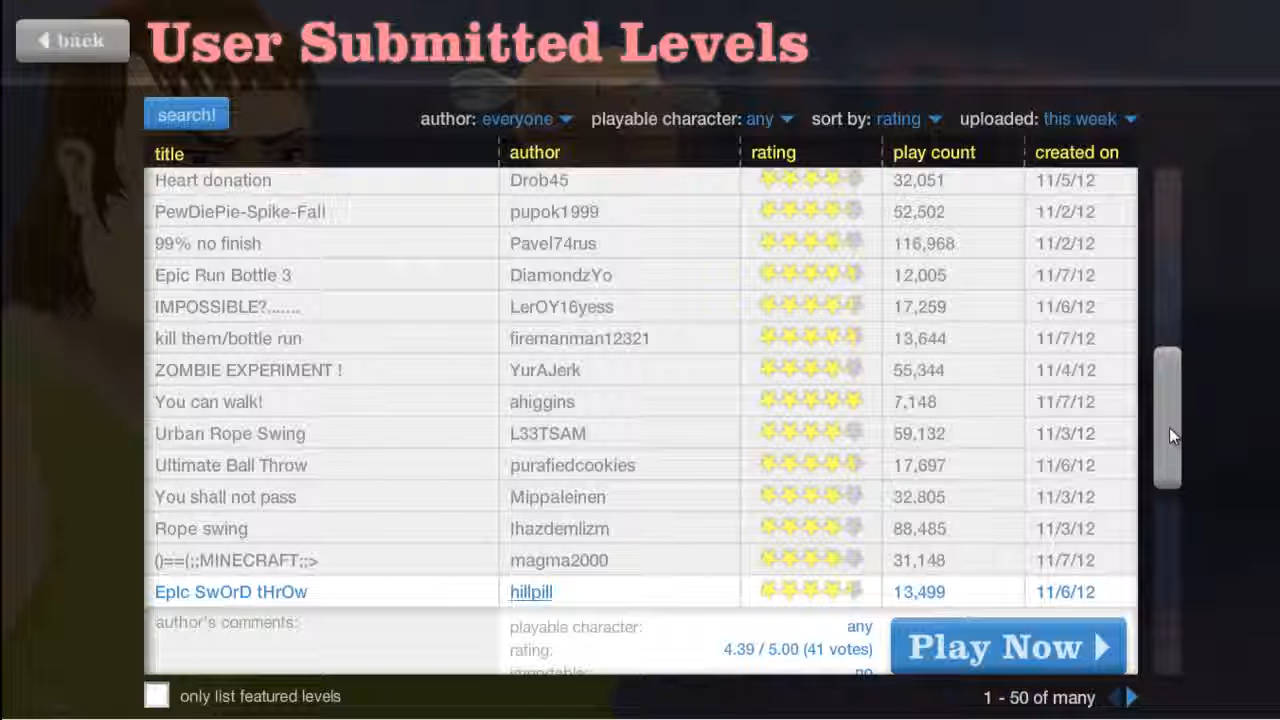 back
User Submitted Levels
search!
author: everyone playable character: any sort by: rating uploaded: this week
title author rating play count created on
Heart donation Drob45 32,051 11/5/12
PewDiePie-Spike-Fall pupok1999 52,502 11/2/12
99% no finish Pavel74rus 116,968 11/2/12
Epic Run Bottle 3 DiamondzYo 12,005 11/7/12
IMPOSSIBLE?....... LerOY16yess 17,259 11/6/12
kill them/bottle run firemanman12321 13,644 11/7/12
ZOMBIE EXPERIMENT ! YurAJerk 55,344 11/4/12
You can walk! ahiggins 7,148 11/7/12
Urban Rope Swing L33TSAM 59,132 11/3/12
Ultimate Ball Throw purafiedcookies 17,697 11/6/12
You shall not pass Mippaleinen 32,805 11/3/12
Rope swing Ihazdemlizm 88,485 11/3/12
()==(;;MINECRAFT;;> magma2000 31,148 11/7/12
EpIc SwOrD tHrOw hillpill 13,499 11/6/12
author's comments:
playable character: any
rating: 4.39 / 5.00 (41 votes)
importable: no
Play Now
only list featured levels
1 - 50 of many